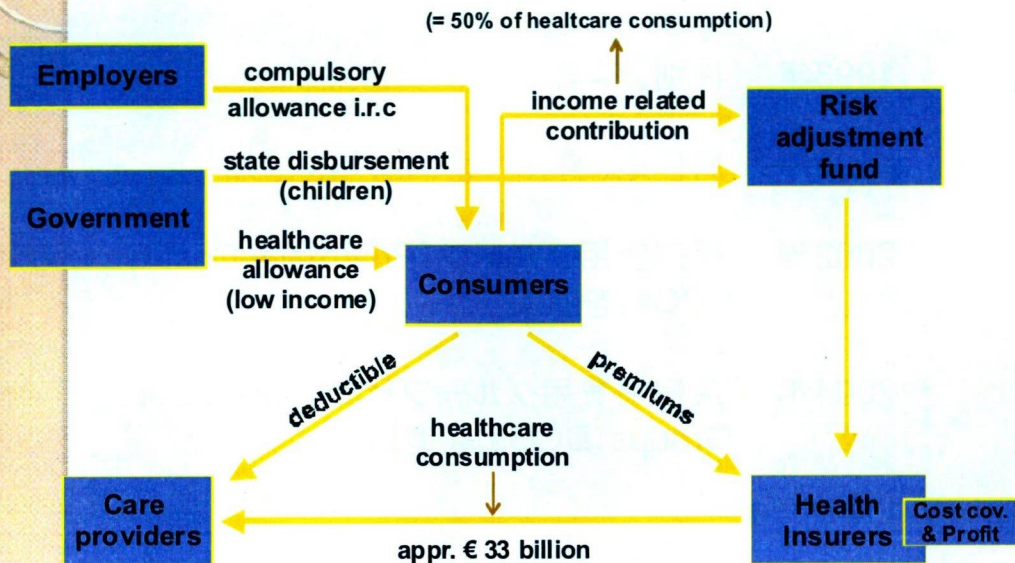 (= 50% of healtcare consumption)
Employers
compulsory
allowance i.r.c
income related
contribution
Risk
adjustment
fund
state disbursement
(children)
Government
healthcare
allowance
(low income)
Consumers
deductible
premiums
healthcare
consumption
Care
providers
appr. € 33 billion
Health
Insurers
Cost cov.
& Profit